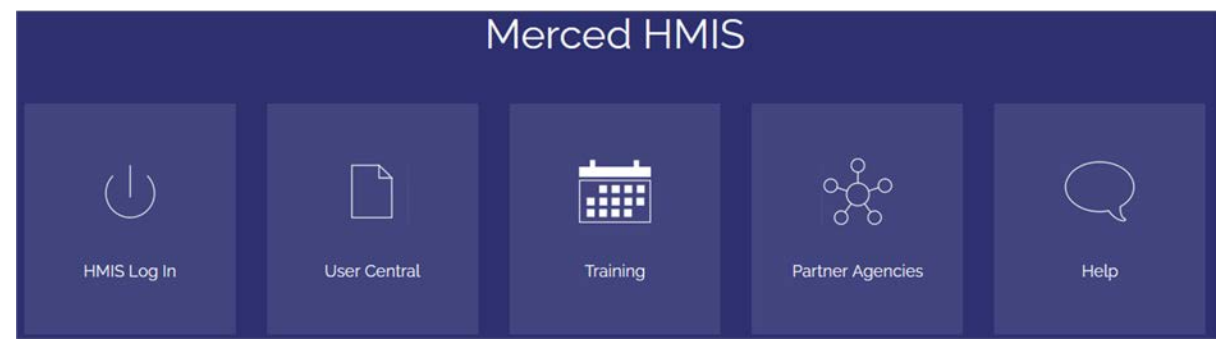 Merced HMIS
HMIS Log In
User Central
Training
Partner Agencies
Help